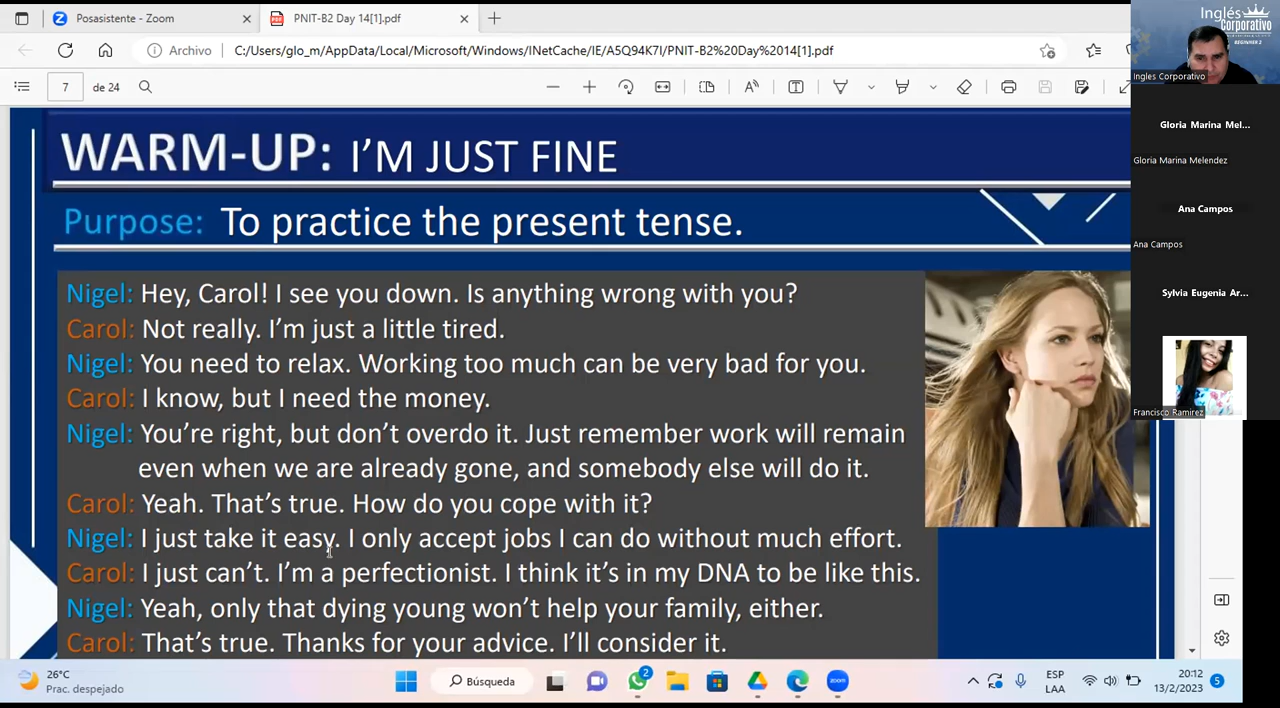 Posasistente - Zoom
PNIT-B2 Day 14[1].pdf
Archivo
C:/Users/glo_m/AppData/Local/Microsoft/Windows/INetCache/IE/A5Q94K7I/PNIT-B2%20Day%2014[1].pdf
7
de 24
WARM-UP: I'M JUST FINE
Purpose: To practice the present tense.
Nigel: Hey, Carol! I see you down. Is anything wrong with you?
Carol: Not really. I'm just a little tired.
Nigel: You need to relax. Working too much can be very bad for you.
Carol: I know, but I need the money.
Nigel: You're right, but don't overdo it. Just remember work will remain
even when we are already gone, and somebody else will do it.
Carol: Yeah. That's true. How do you cope with it?
Nigel: I just take it easy. I only accept jobs I can do without much effort.
Carol: I just can't. I'm a perfectionist. I think it's in my DNA to be like this.
Nigel: Yeah, only that dying young won't help your family, either.
Carol: That's true. Thanks for your advice. I'll consider it.
Inglés
Corporativo
BEGINNER 2
Ingles Corporativo
Gloria Marina Mel...
Gloria Marina Melendez
Ana Campos
Ana Campos
Sylvia Eugenia Ar...
Francisco Ramirez
26°C
Prac. despejado
Búsqueda
2
zoom
ESP
LAA
20:12
13/2/2023
5